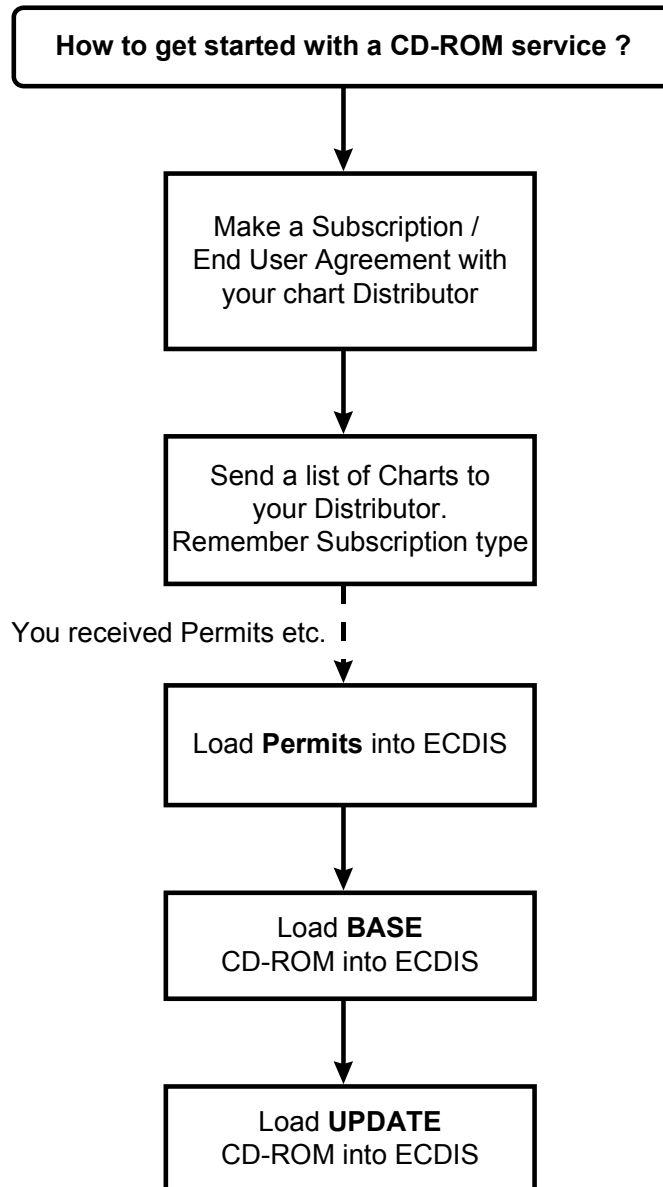 How to get started with a CD-ROM service ?
Make a Subscription /
End User Agreement with
your chart Distributor
Send a list of Charts to
your Distributor.
Remember Subscription type
You received Permits etc.
Load Permits into ECDIS
Load BASE
CD-ROM into ECDIS
Load UPDATE
CD-ROM into ECDIS